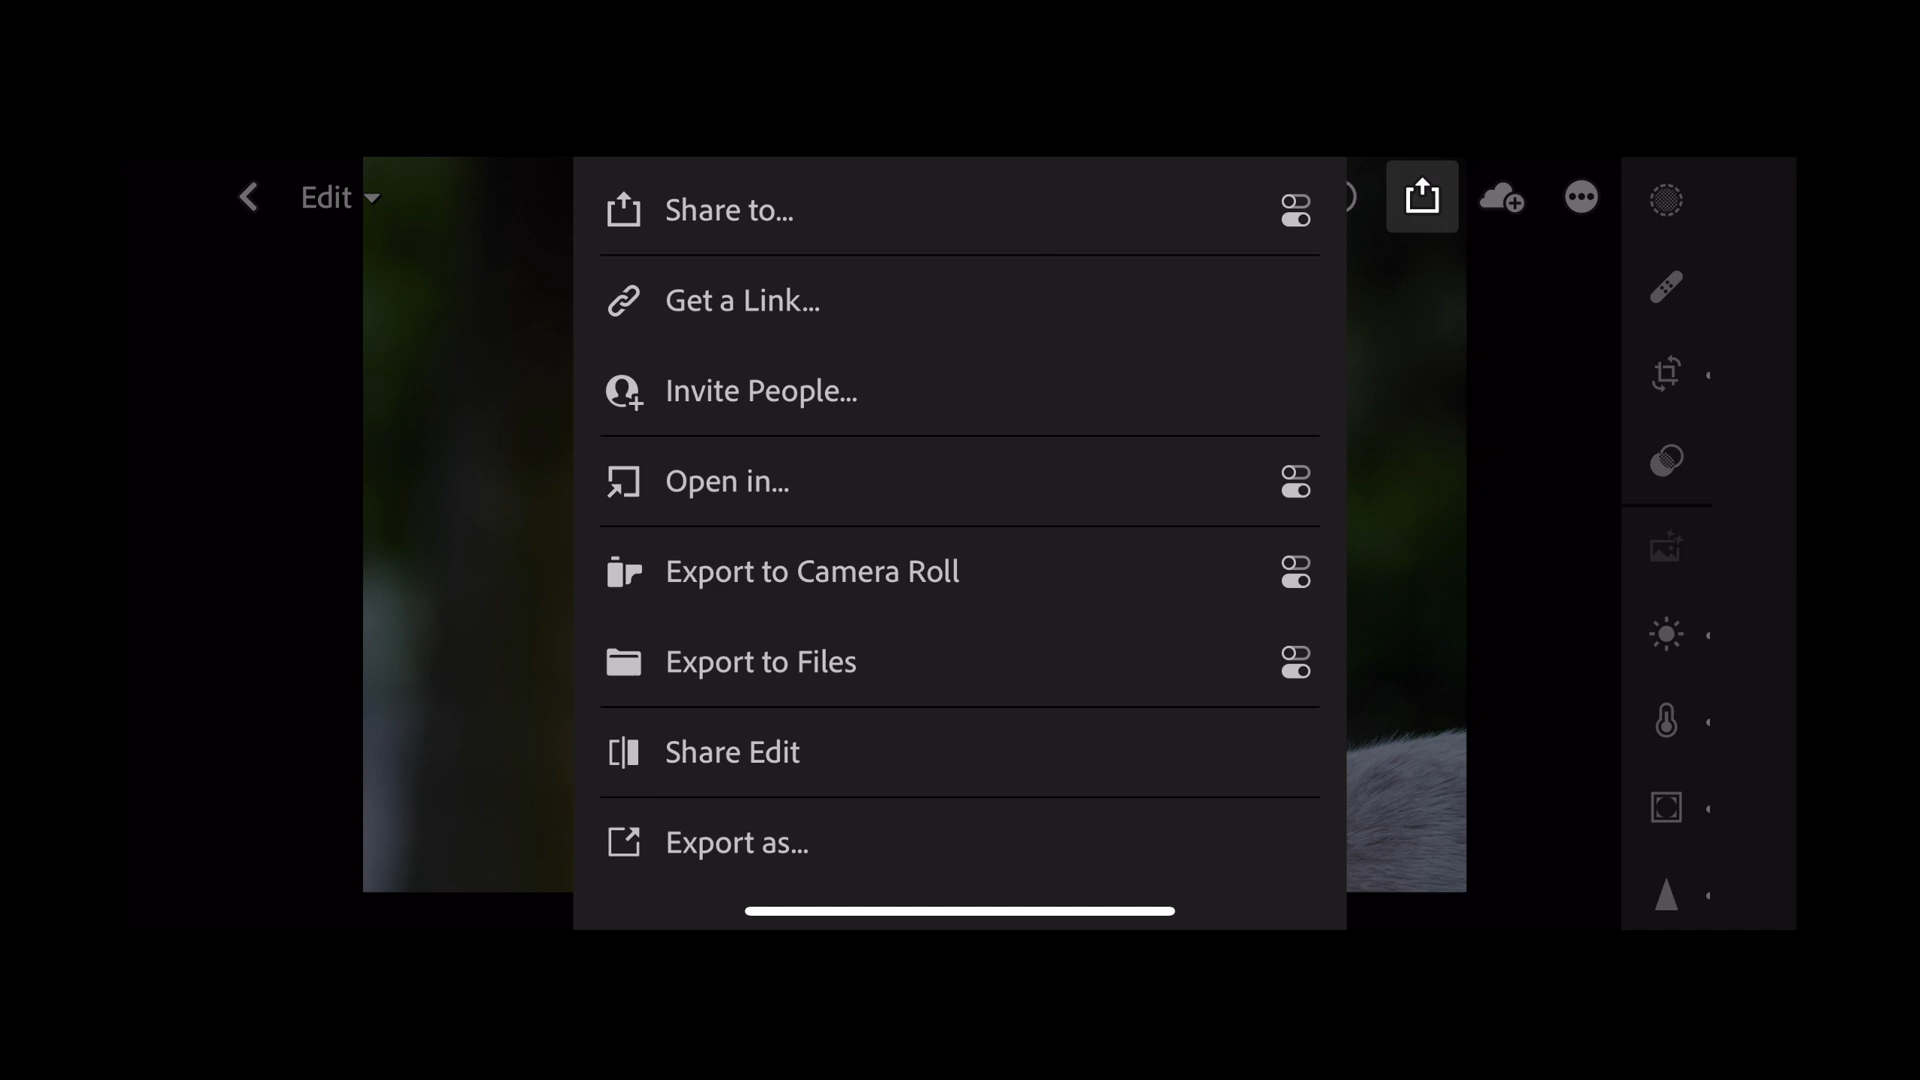 Edit
Share to...
Get a Link...
Invite People...
Open in...
Export to Camera Roll
Export to Files
Share Edit
Export as...